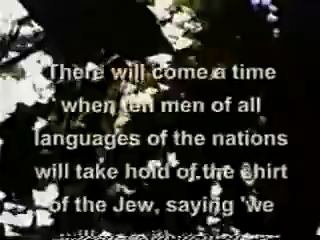 There will come a time
when ten men of all
languages of the nations
will take hold of the shirt
of the Jew, saying 'we